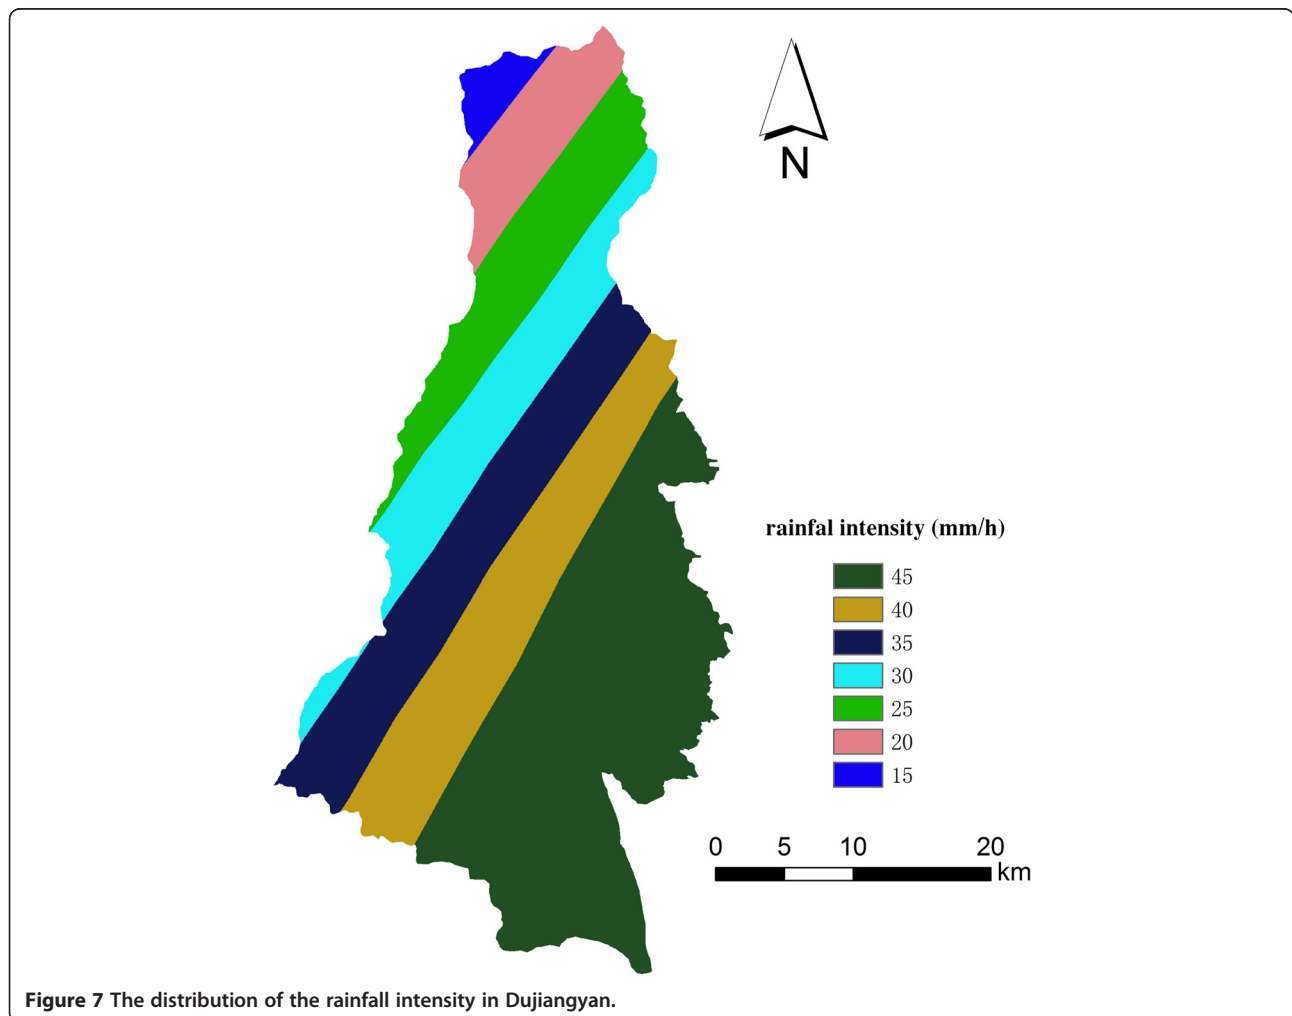 N
rainfal intensity (mm/h)
45
40
35
30
25
20
15
0 5 10 20
km
Figure 7 The distribution of the rainfall intensity in Dujiangyan.